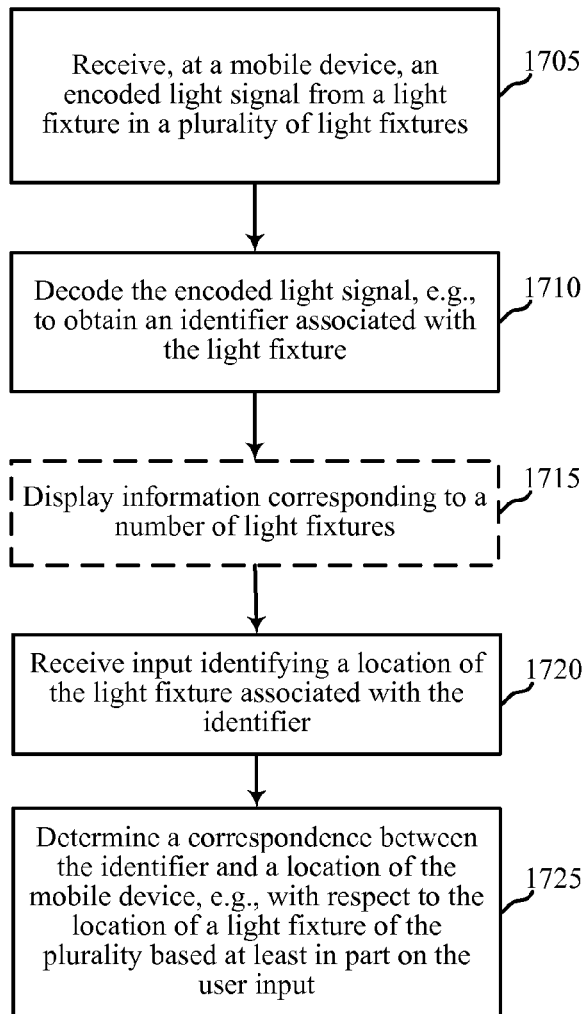 Receive, at a mobile device, an
encoded light signal from a light
fixture in a plurality of light fixtures
1705
Decode the encoded light signal, e.g.,
to obtain an identifier associated with
the light fixture
1710
Display information corresponding to a
number of light fixtures
1715
Receive input identifying a location of
the light fixture associated with the
identifier
1720
Determine a correspondence between
the identifier and a location of the
mobile device, e.g., with respect to the
location of a light fixture of the
plurality based at least in part on the
user input
1725